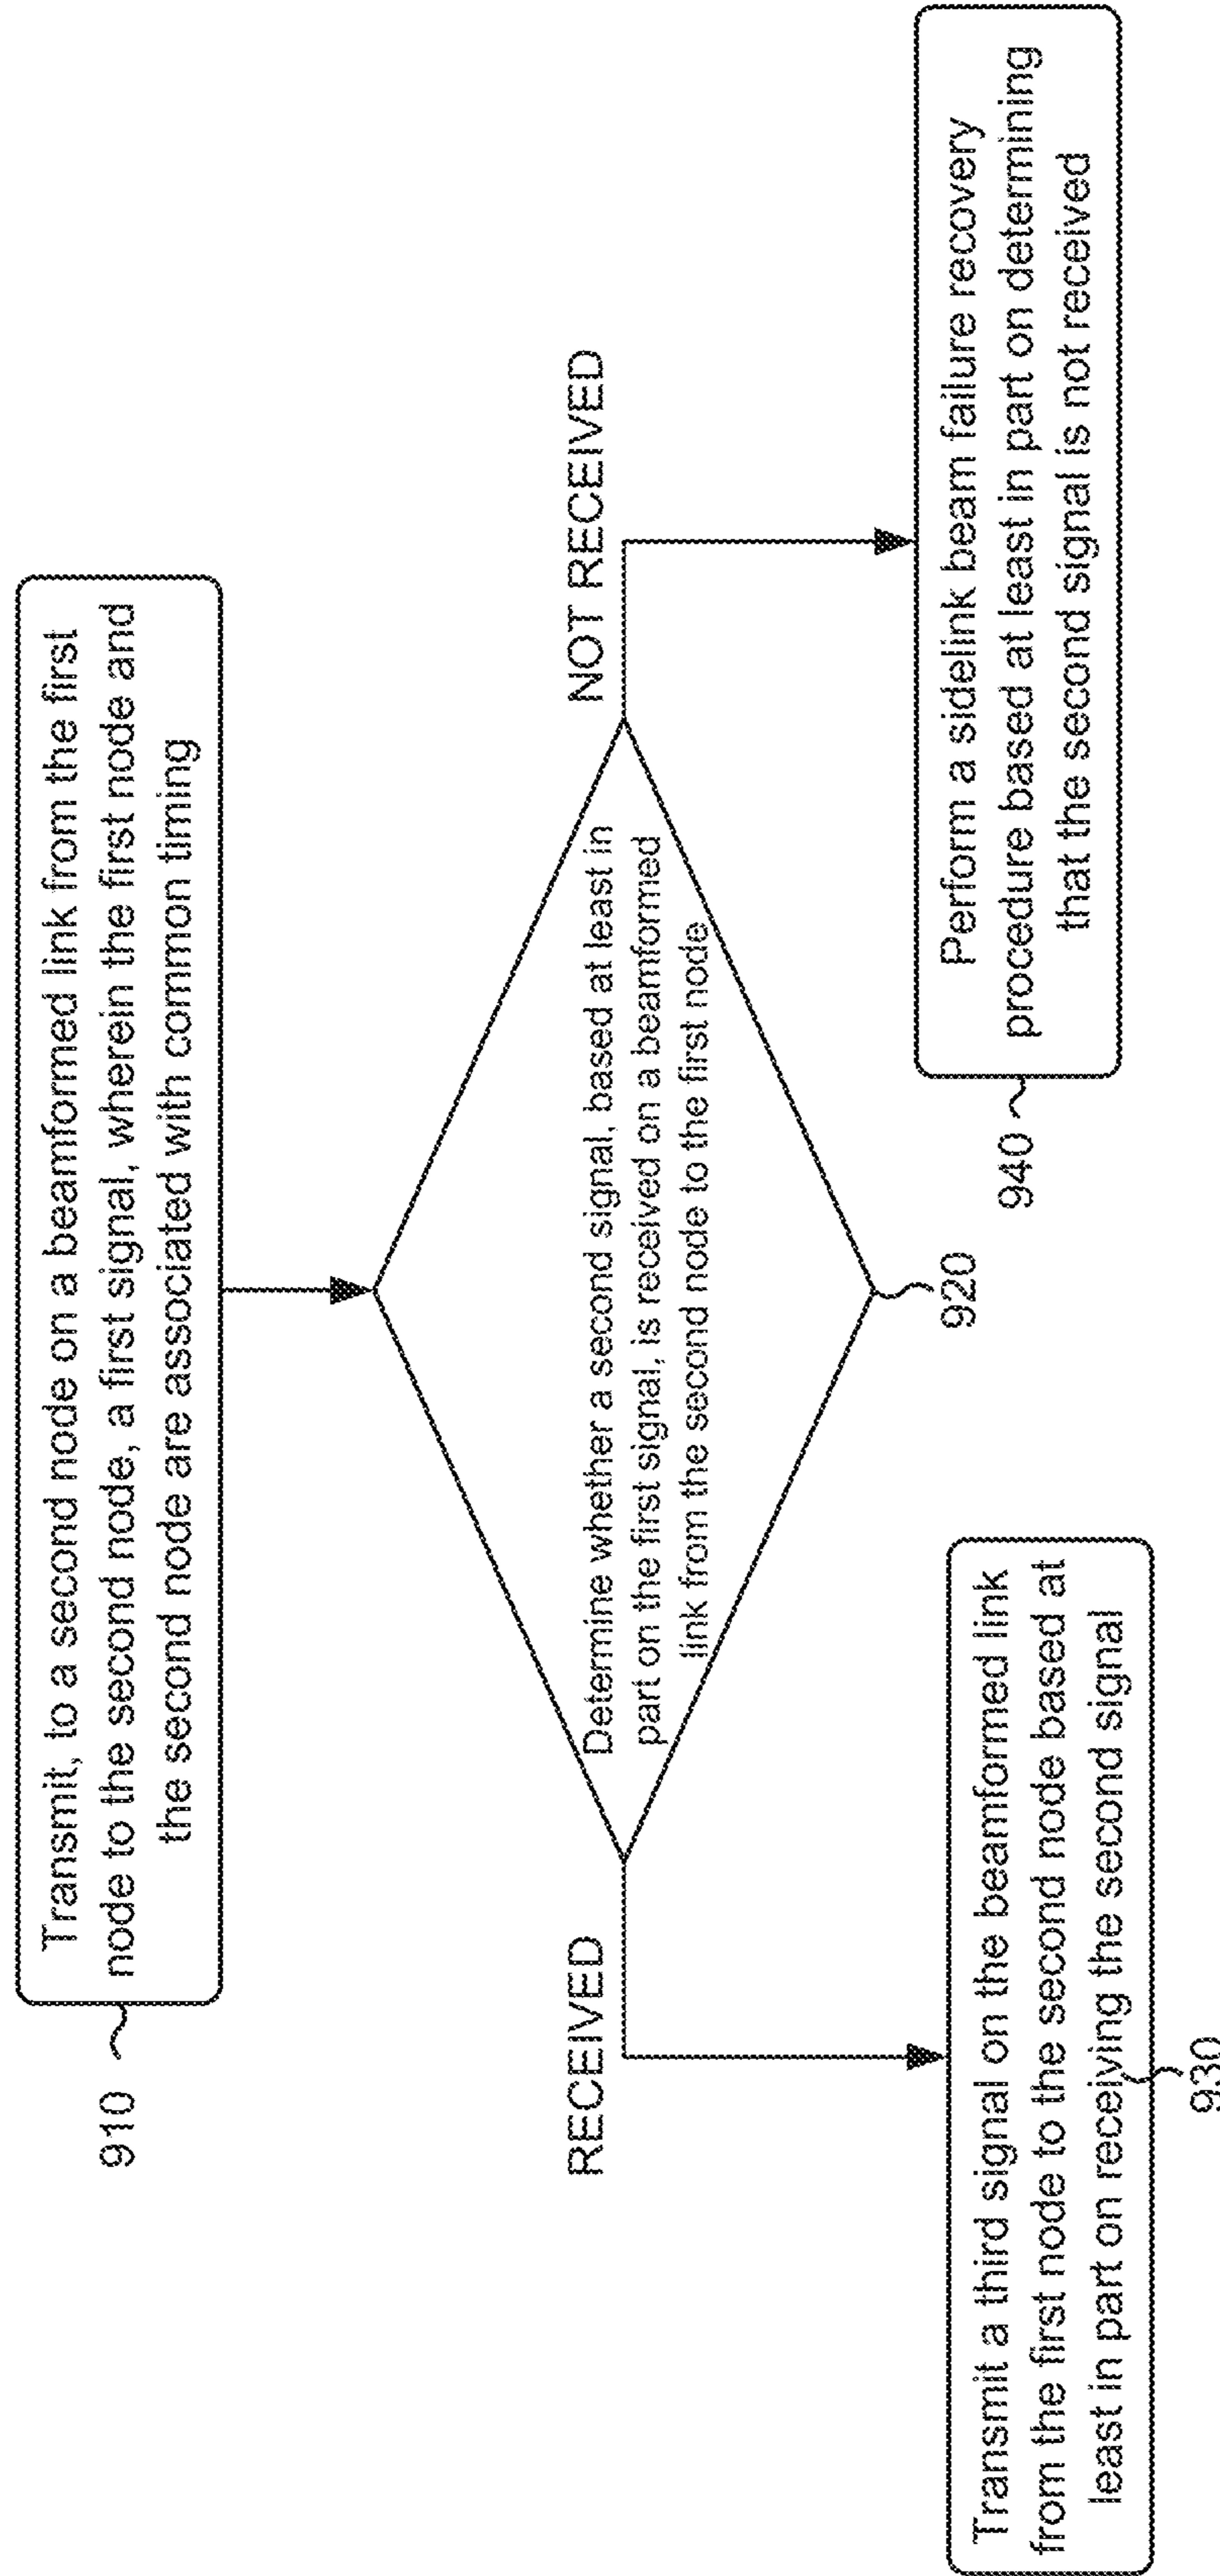 910
Transmit, to a second node on a beamformed link from the first
node to the second node, a first signal, wherein the first node and
the second node are associated with common timing
RECEIVED
NOT RECEIVED
Determine whether a second signal, based at least in
part on the first signal, is received on a beamformed
link from the second node to the first node
920
Transmit a third signal on the beamformed link
from the first node to the second node based at
least in part on receiving the second signal
930
940
Perform a sidelink beam failure recovery
procedure based at least in part on determining
that the second signal is not received